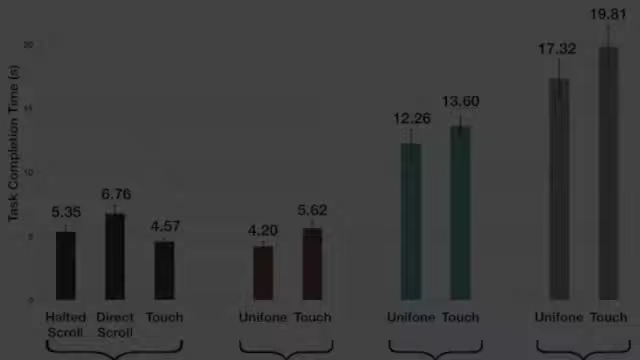 19.81
17.32
20
13.60
12.26
15
Task Completion Time (s)
10
6.76
5.35
4.57
5.62
4.20
5
0
Halted Scroll
Direct Scroll
Touch
Unifone Touch
Unifone Touch
Unifone Touch